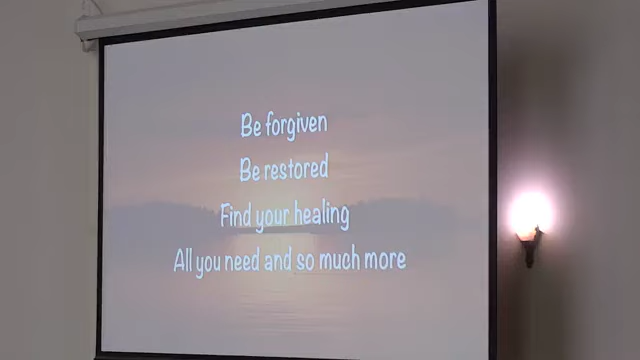 Be forgiven
Be restored
Find your healing
All you need and so much more